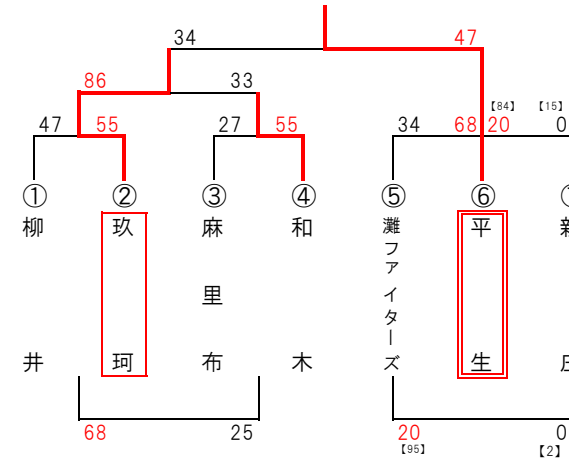 34 47
86 33
【84】 【15】
47 55 27 55 34 68 20 0
① ② ③ ④ ⑤ ⑥
柳井
玖珂
麻里布
和木
灘ファイターズ
平生
68 25 20 0
【95】 【2】